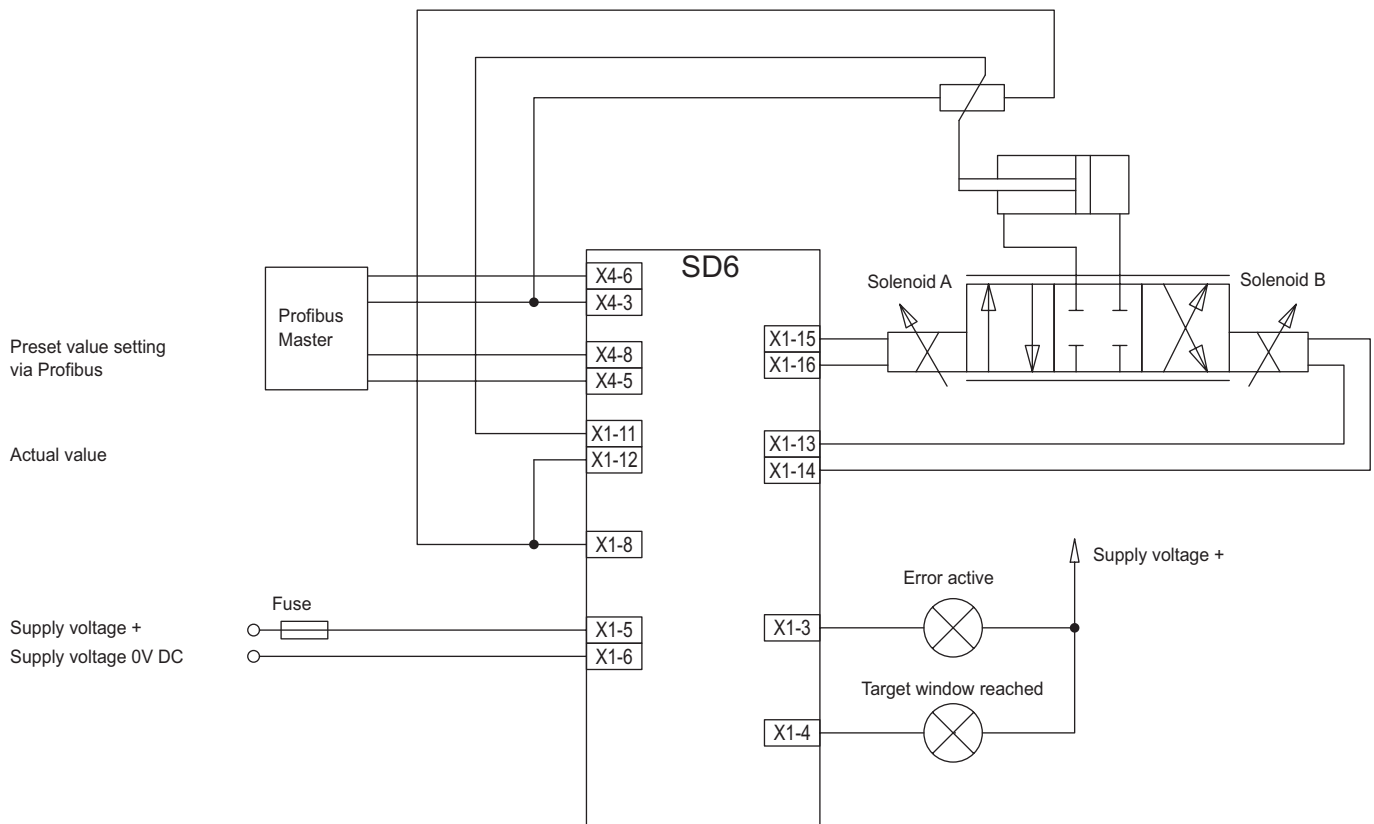 SD6
X4-6
X4-3
Profibus
Master
Solenoid A
Solenoid B
Preset value setting
via Profibus
X4-8
X4-5
X1-15
X1-16
X1-11
X1-12
Actual value
X1-13
X1-14
X1-8
Supply voltage +
Error active
Fuse
Supply voltage +
X1-5
X1-3
Supply voltage 0V DC
X1-6
Target window reached
X1-4